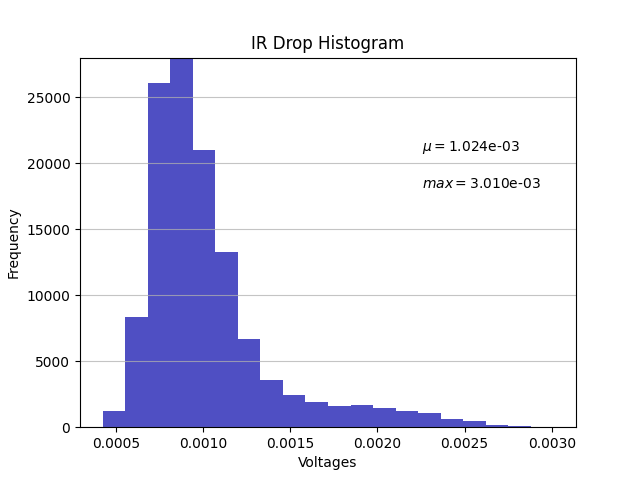 IR Drop Histogram
25000
20000
15000
10000
5000
0
Frequency
μ = 1.024e-03
max = 3.010e-03
0.0005 0.0010 0.0015 0.0020 0.0025 0.0030
Voltages